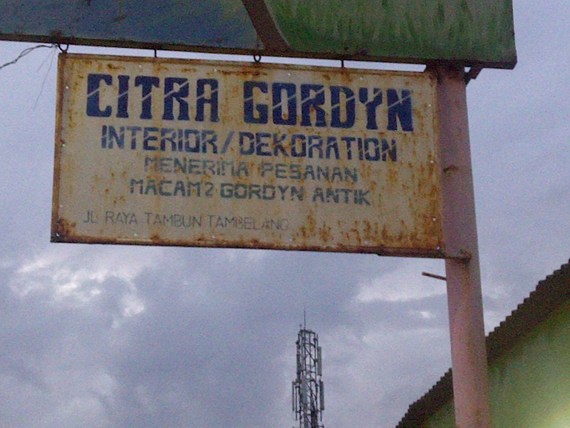 CITRA GORDYN
INTERIOR/DEKORATION
MENERIMA PESANAN
MACAM2 GORDYN ANTIK
JL. RAYA TAMBUN TAMBELANG